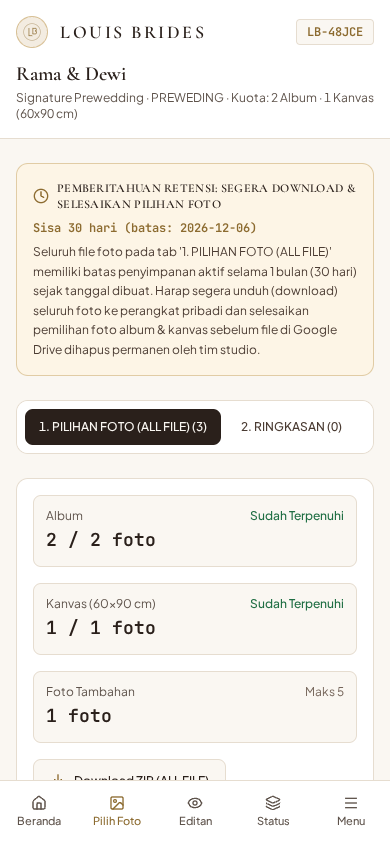 LB
LOUIS BRIDES
LB-48JCE
Rama & Dewi
Signature Prewedding · PREWEDING · Kuota: 2 Album · 1 Kanvas
(60x90 cm)
PEMBERITAHUAN RETENSI: SEGERA DOWNLOAD &
SELESAIKAN PILIHAN FOTO
Sisa 30 hari (batas: 2026-12-06)
Seluruh file foto pada tab '1. PILIHAN FOTO (ALL FILE)'
memiliki batas penyimpanan aktif selama 1 bulan (30 hari)
sejak tanggal dibuat. Harap segera unduh (download)
seluruh foto ke perangkat pribadi dan selesaikan
pemilihan foto album & kanvas sebelum file di Google
Drive dihapus permanen oleh tim studio.
1. PILIHAN FOTO (ALL FILE) (3)
2. RINGKASAN (0)
Album
Sudah Terpenuhi
2 / 2 foto
Kanvas (60×90 cm)
Sudah Terpenuhi
1 / 1 foto
Foto Tambahan
Maks 5
1 foto
Download ZIP (ALL FILE)
Beranda
Pilih Foto
Editan
Status
Menu